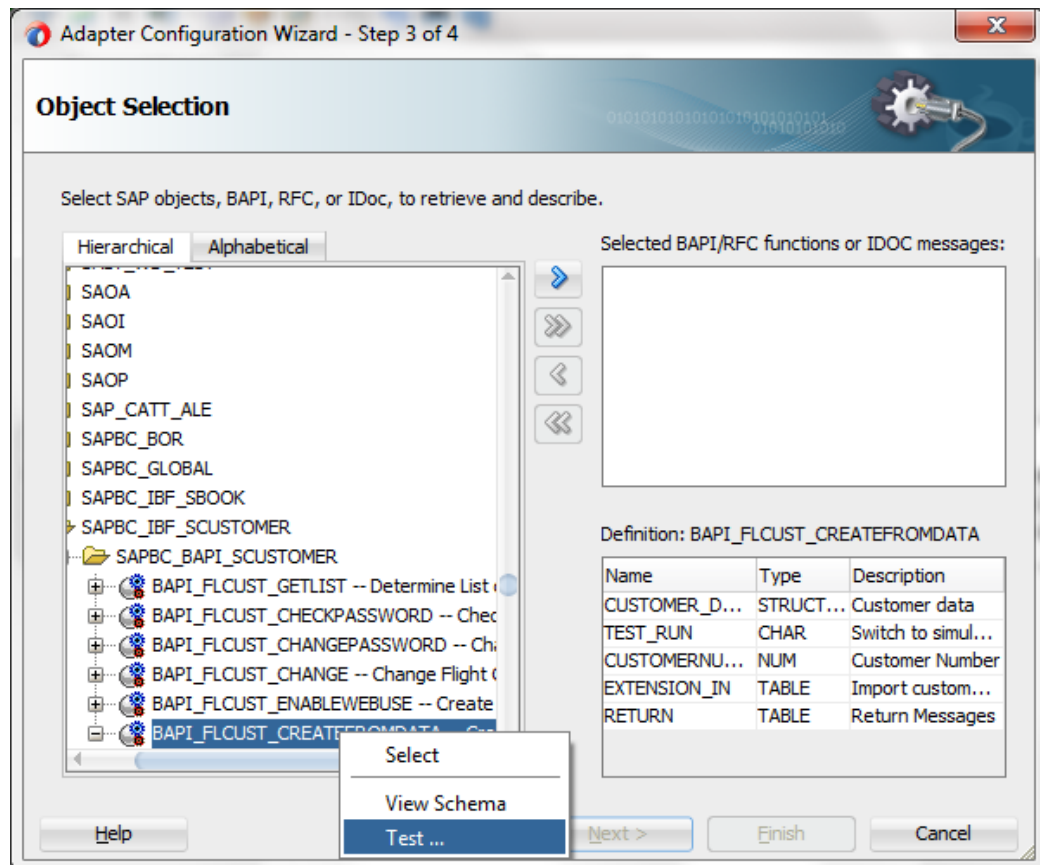 Adapter Configuration Wizard - Step 3 of 4
Object Selection
Select SAP objects, BAPI, RFC, or IDoc, to retrieve and describe.
Hierarchical Alphabetical
Selected BAPI/RFC functions or IDOC messages:
SAOA
SAOI
SAOM
SAOP
SAP_CATT_ALE
SAPBC_BOR
SAPBC_GLOBAL
SAPBC_IBF_SBOOK
SAPBC_IBF_SCUSTOMER
SAPBC_BAPI_SCUSTOMER
BAPI_FLCUST_GETLIST -- Determine List
BAPI_FLCUST_CHECKPASSWORD -- Chec
BAPI_FLCUST_CHANGEPASSWORD -- Cha
BAPI_FLCUST_CHANGE -- Change Flight
BAPI_FLCUST_ENABLEWEBUSE -- Create
BAPI_FLCUST_CREATEFROMDATA
Definition: BAPI_FLCUST_CREATEFROMDATA
Name Type Description
CUSTOMER_D... STRUCT... Customer data
TEST_RUN CHAR Switch to simul...
CUSTOMERNU... NUM Customer Number
EXTENSION_IN TABLE Import custom...
RETURN TABLE Return Messages
Select
View Schema
Test ...
Help Next > Finish Cancel